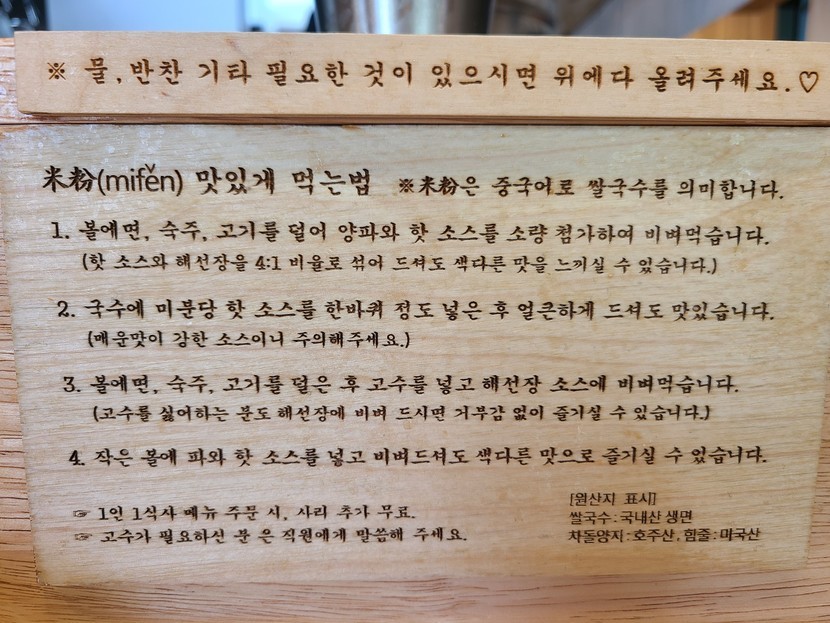 ※ 물, 반찬 기타 필요한 것이 있으시면 위에다 올려주세요.♡
米粉(mifěn) 맛있게 먹는법 ※米粉은 중국어로 쌀국수를 의미합니다.
1. 볼에면, 숙주, 고기를 덜어 양파와 핫 소스를 소량 첨가하여 비벼먹습니다.
(핫 소스와 해선장을 4:1 비율로 섞어 드셔도 색다른 맛을 느끼실 수 있습니다.)
2. 국수에 미분당 핫 소스를 한바퀴 정도 넣은 후 얼큰하게 드셔도 맛있습니다.
(매운맛이 강한 소스이니 주의해주세요.)
3. 볼에면, 숙주, 고기를 덜은 후 고수를 넣고 해선장 소스에 비벼먹습니다.
(고수를 싫어하는 분도 해선장에 비벼 드시면 거부감 없이 즐기실 수 있습니다.)
4. 작은 볼에 파와 핫 소스를 넣고 비벼드셔도 색다른 맛으로 즐기실 수 있습니다.
☞ 1인 1식사 메뉴 주문 시, 사리 추가 무료.
☞ 고수가 필요하신 분 은 직원에게 말씀해 주세요.
[원산지 표시]
쌀국수 : 국내산 생면
차돌양지 : 호주산, 힘줄 : 미국산